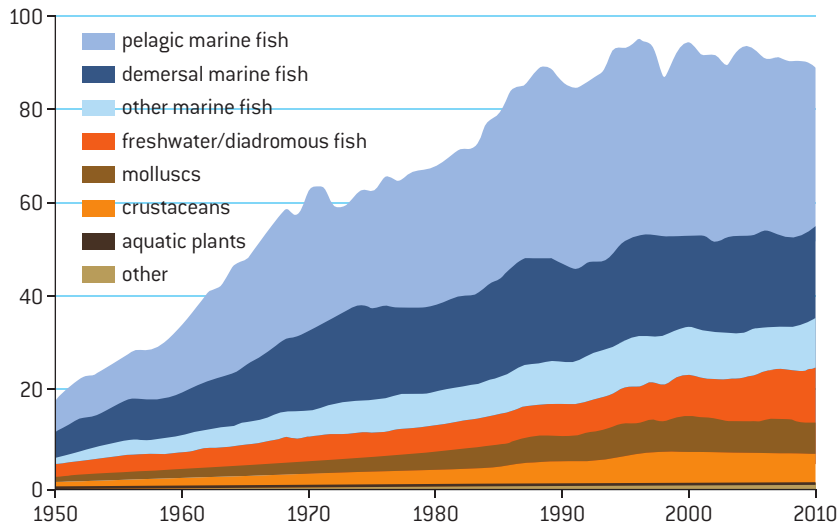 100
80
60
40
20
0
pelagic marine fish
demersal marine fish
other marine fish
freshwater/diadromous fish
molluscs
crustaceans
aquatic plants
other
1950 1960 1970 1980 1990 2000 2010